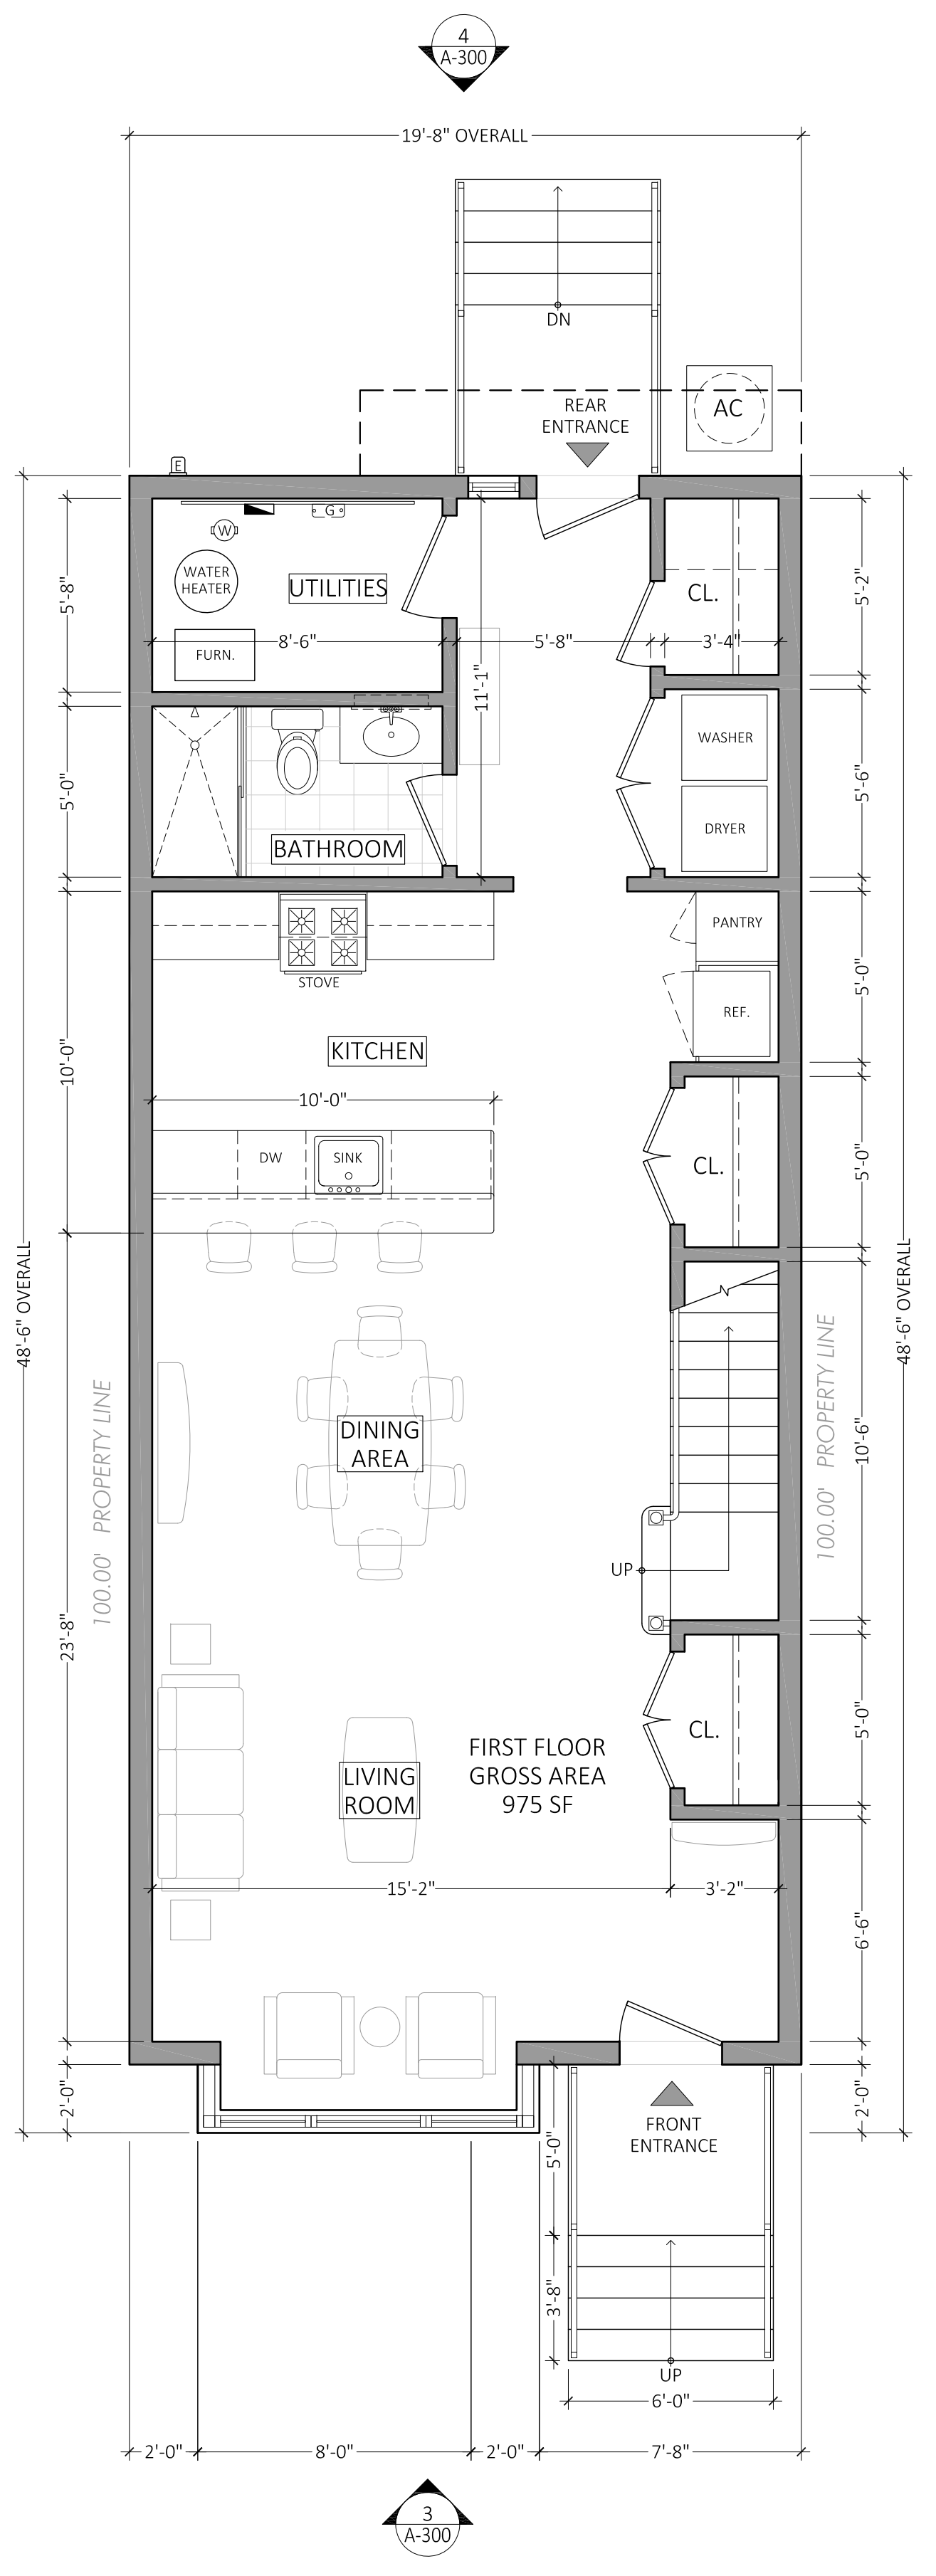 4
A-300
19'-8" OVERALL
DN
REAR
ENTRANCE
AC
E
G
W
WATER
HEATER
UTILITIES
CL.
5'-8"
5'-2"
8'-6"
5'-8"
3'-4"
FURN.
11'-1"
WASHER
5'-0"
5'-6"
DRYER
BATHROOM
PANTRY
STOVE
5'-0"
REF.
KITCHEN
10'-0"
10'-0"
DW
SINK
CL.
5'-0"
48'-6" OVERALL
48'-6" OVERALL
N
100.00' PROPERTY LINE
100.00' PROPERTY LINE
DINING
AREA
10'-6"
UP
23'-8"
CL.
5'-0"
FIRST FLOOR
GROSS AREA
975 SF
LIVING
ROOM
15'-2"
3'-2"
6'-6"
2'-0"
2'-0"
FRONT
ENTRANCE
5'-0"
3'-8"
UP
6'-0"
2'-0"
8'-0"
2'-0"
7'-8"
3
A-300